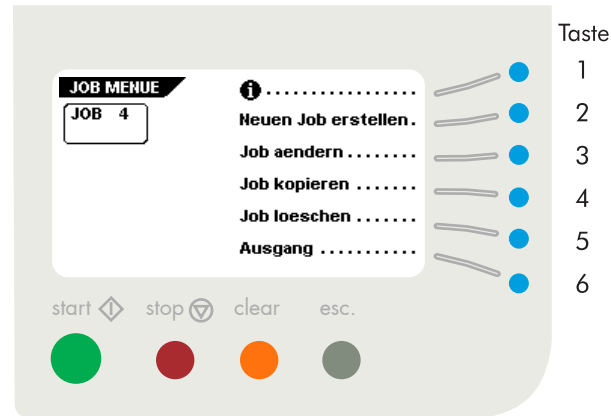 Taste
JOB MENUE
JOB 4
i ................. 1
Neuen Job erstellen. 2
Job aendern ....... 3
Job kopieren ....... 4
Job loeschen ....... 5
Ausgang ........... 6
start stop clear esc.